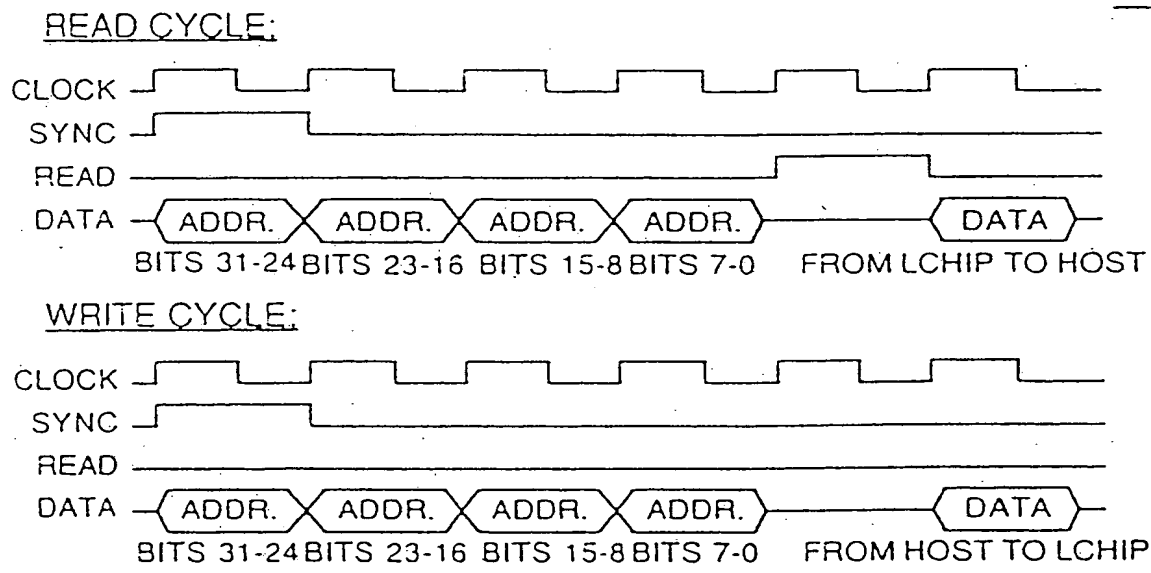 READ CYCLE:
CLOCK
SYNC
READ
DATA ADDR. ADDR. ADDR. ADDR. DATA
BITS 31-24 BITS 23-16 BITS 15-8 BITS 7-0 FROM LCHIP TO HOST
WRITE CYCLE:
CLOCK
SYNC
READ
DATA ADDR. ADDR. ADDR. ADDR. DATA
BITS 31-24 BITS 23-16 BITS 15-8 BITS 7-0 FROM HOST TO LCHIP